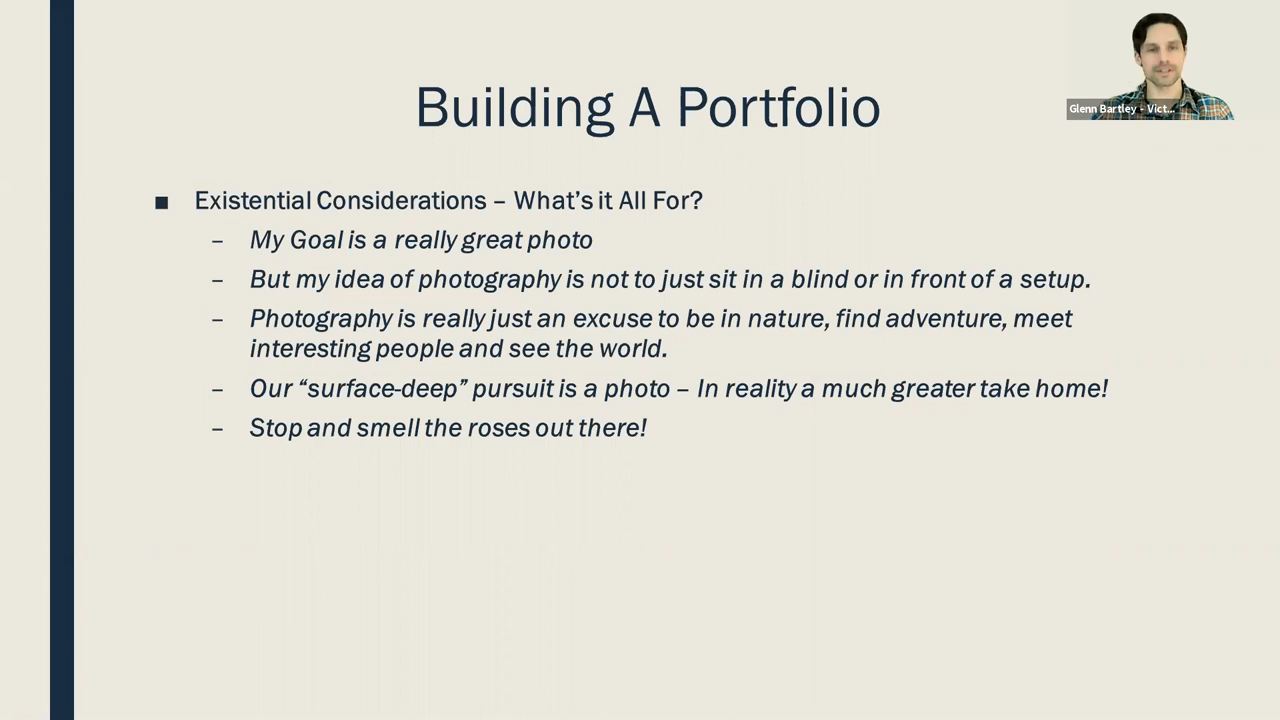 Building A Portfolio
Glenn Bartley - Vict...
■ Existential Considerations – What's it All For?
– My Goal is a really great photo
– But my idea of photography is not to just sit in a blind or in front of a setup.
– Photography is really just an excuse to be in nature, find adventure, meet
interesting people and see the world.
– Our “surface-deep” pursuit is a photo – In reality a much greater take home!
– Stop and smell the roses out there!